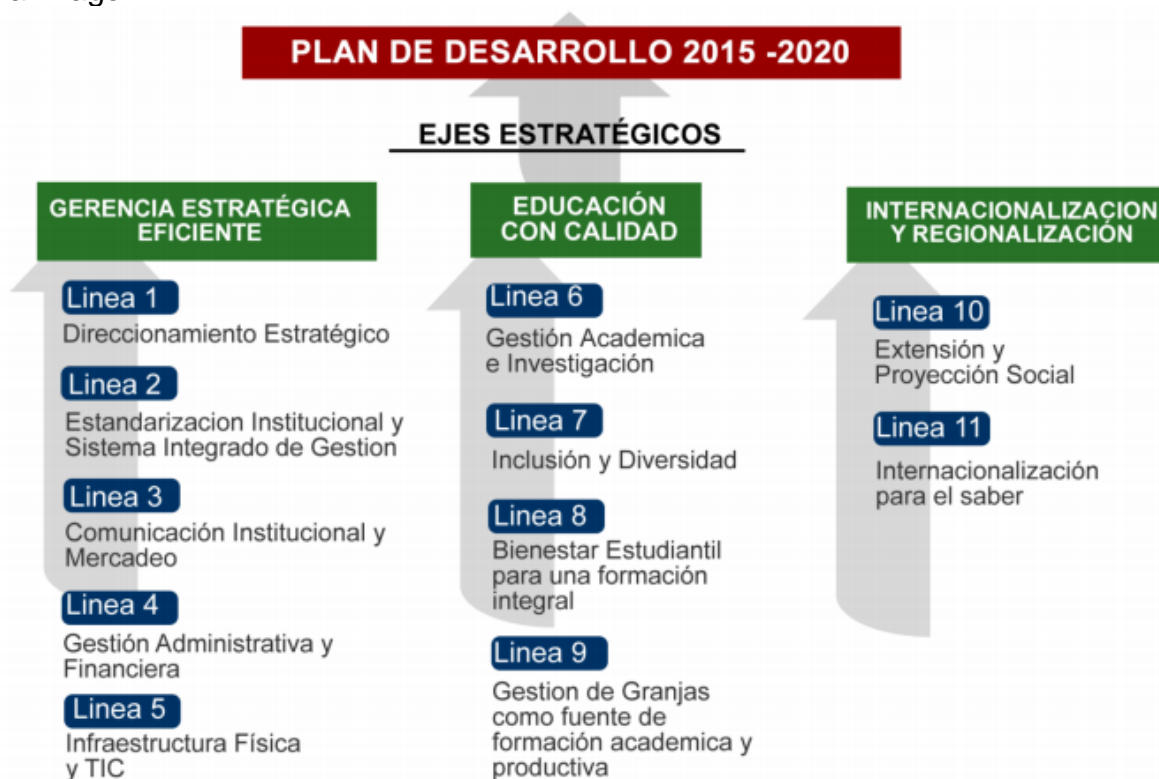 PLAN DE DESARROLLO 2015 -2020
EJES ESTRATÉGICOS
GERENCIA ESTRATÉGICA
EFICIENTE
Linea 1
Direccionamiento Estratégico
Linea 2
Estandarizacion Institucional y
Sistema Integrado de Gestion
Linea 3
Comunicación Institucional y
Mercadeo
Linea 4
Gestión Administrativa y
Financiera
Linea 5
Infraestructura Física
y TIC
EDUCACIÓN
CON CALIDAD
Linea 6
Gestión Academica
e Investigación
Linea 7
Inclusión y Diversidad
Linea 8
Bienestar Estudiantil
para una formación
integral
Linea 9
Gestion de Granjas
como fuente de
formación academica y
productiva
INTERNACIONALIZACION
Y REGIONALIZACIÓN
Linea 10
Extensión y
Proyección Social
Linea 11
Internacionalización
para el saber